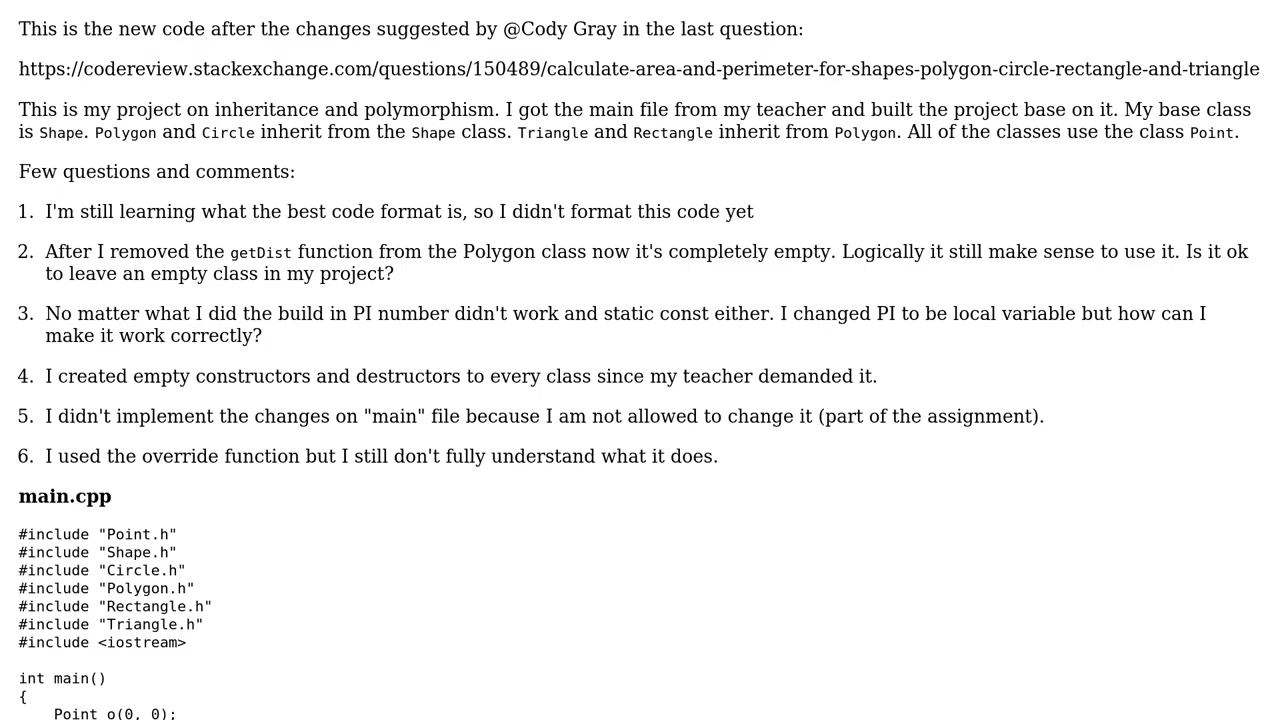 This is the new code after the changes suggested by @Cody Gray in the last question:
https://codereview.stackexchange.com/questions/150489/calculate-area-and-perimeter-for-shapes-polygon-circle-rectangle-and-triangle
This is my project on inheritance and polymorphism. I got the main file from my teacher and built the project base on it. My base class
is Shape. Polygon and Circle inherit from the Shape class. Triangle and Rectangle inherit from Polygon. All of the classes use the class Point.
Few questions and comments:
1. I'm still learning what the best code format is, so I didn't format this code yet
2. After I removed the getDist function from the Polygon class now it's completely empty. Logically it still make sense to use it. Is it ok
to leave an empty class in my project?
3. No matter what I did the build in PI number didn't work and static const either. I changed PI to be local variable but how can I
make it work correctly?
4. I created empty constructors and destructors to every class since my teacher demanded it.
5. I didn't implement the changes on "main" file because I am not allowed to change it (part of the assignment).
6. I used the override function but I still don't fully understand what it does.
main.cpp
#include "Point.h"
#include "Shape.h"
#include "Circle.h"
#include "Polygon.h"
#include "Rectangle.h"
#include "Triangle.h"
#include <iostream>
int main()
{
Point o(0, 0);